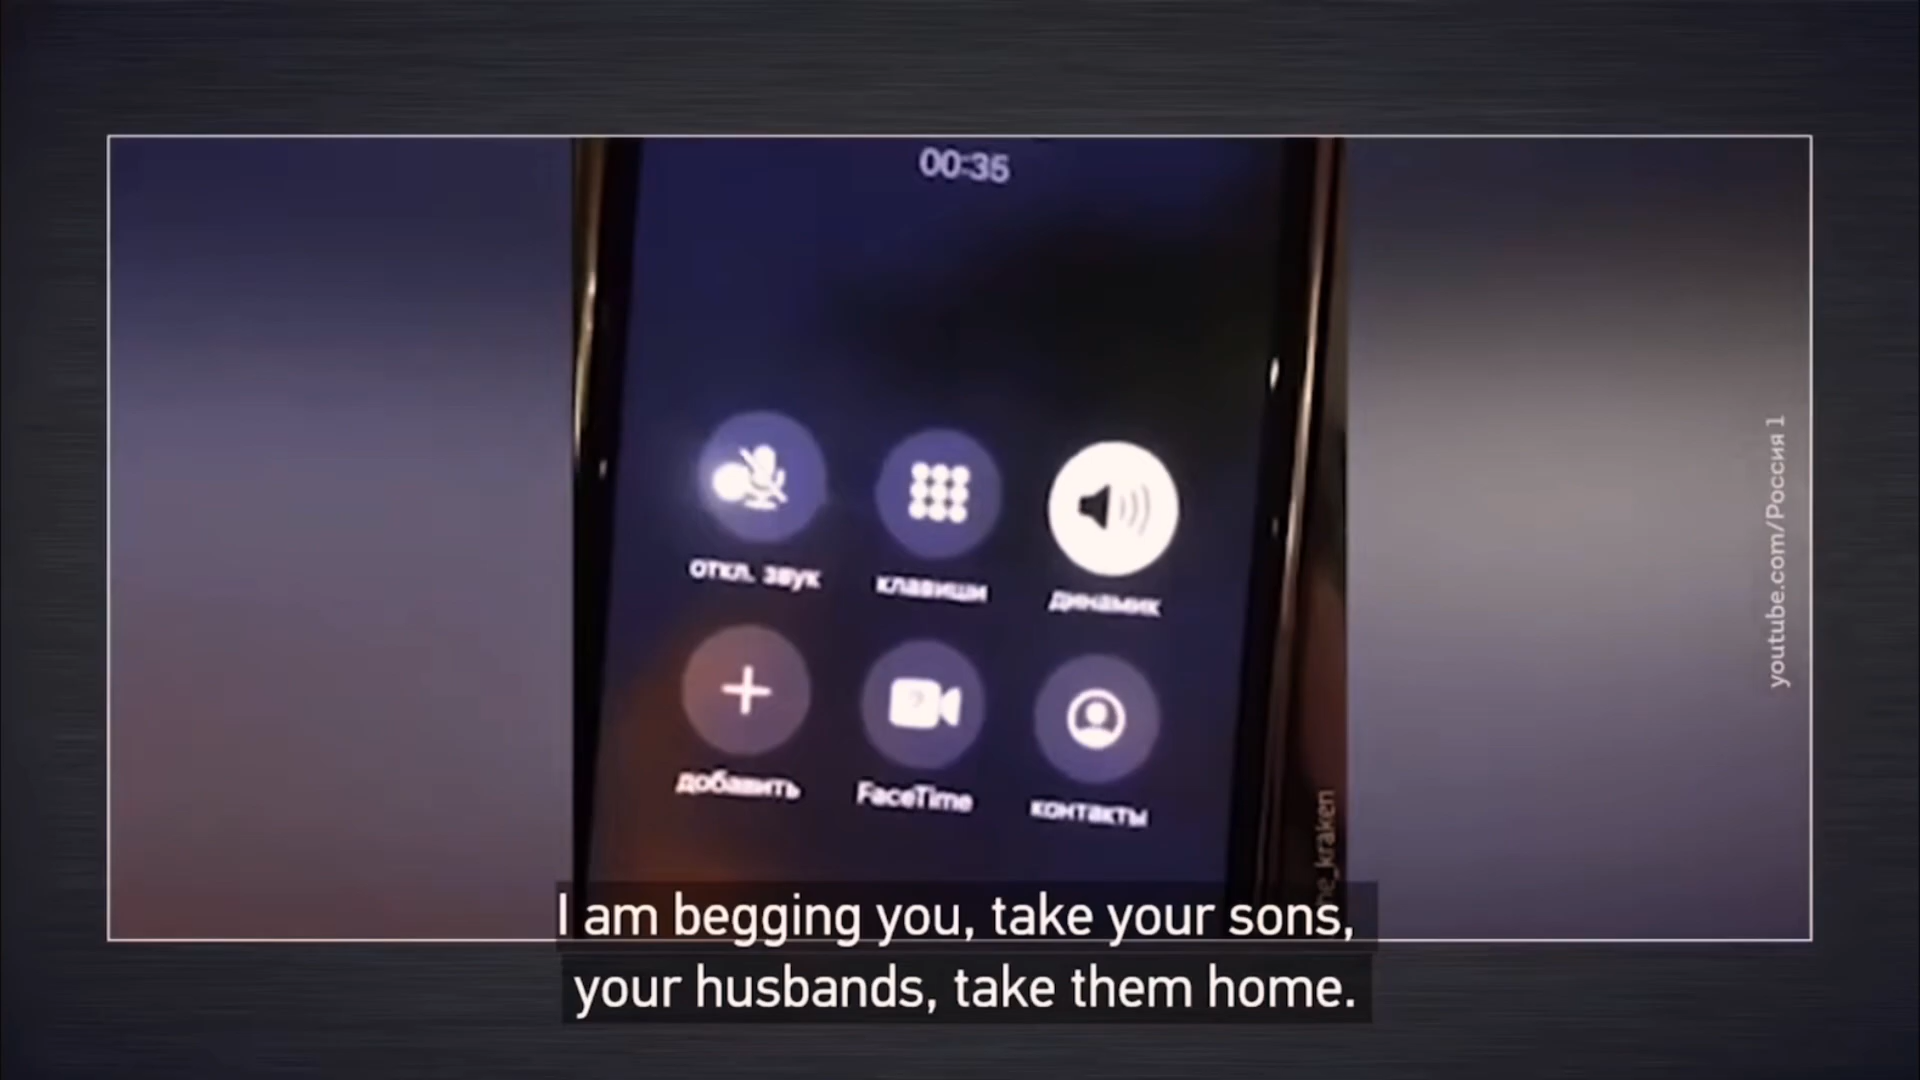 00:35
откл. звук
клавиши
динамик
добавить
FaceTime
контакты
youtube.com/Россия 1
I am begging you, take your sons,
your husbands, take them home.